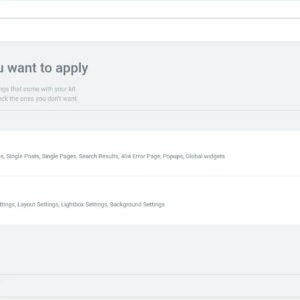 u want to apply
ngs that come with your kit
ck the ones you don't want
s, Single Posts, Single Pages, Search Results, 404 Error Page, Popups, Global widgets
ttings, Layout Settings, Lightbox Settings, Background Settings